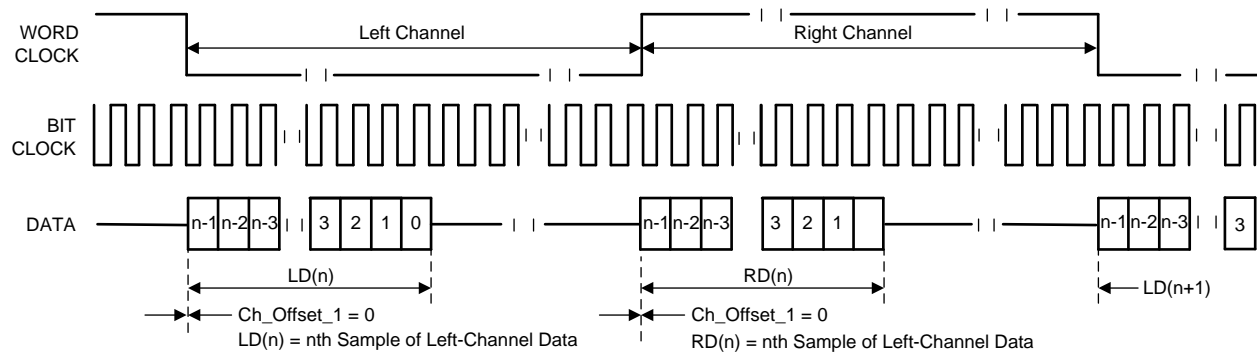 WORD
CLOCK
Left Channel
Right Channel
BIT
CLOCK
DATA
n-1 n-2 n-3 3 2 1 0 n-1 n-2 n-3 3 2 1 n-1 n-2 n-3 3
LD(n)
RD(n)
LD(n+1)
Ch_Offset_1 = 0
LD(n) = nth Sample of Left-Channel Data
Ch_Offset_1 = 0
RD(n) = nth Sample of Left-Channel Data